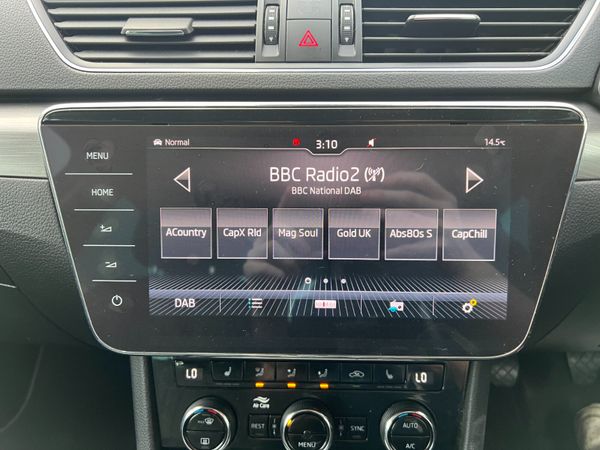 MENU
HOME
Normal
3:10
14.5°C
BBC Radio2
BBC National DAB
ACountry
CapX Rld
Mag Soul
Gold UK
Abs80s S
CapChill
DAB
LO
LO
Air Care
REST
MENU
SYNC
AUTO
A/C